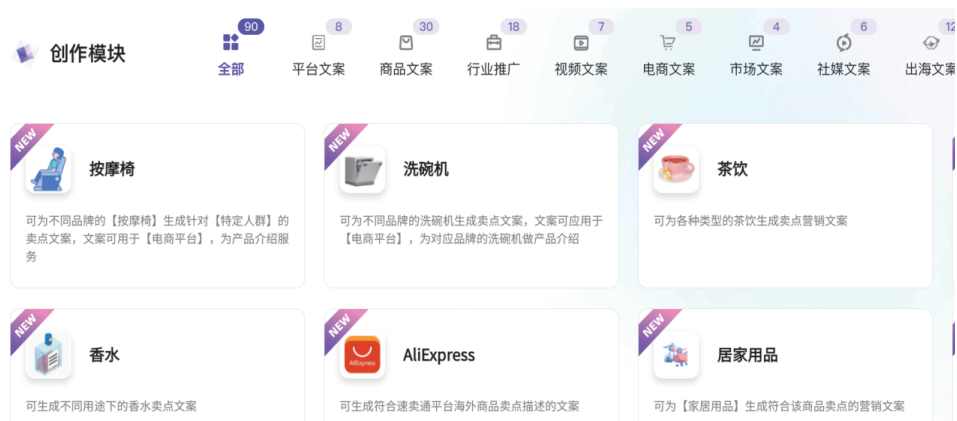 创作模块
90
全部
8
平台文案
30
商品文案
18
行业推广
7
视频文案
5
电商文案
4
市场文案
6
社媒文案
12
出海文案
NEW
按摩椅
可为不同品牌的【按摩椅】生成针对【特定人群】的
卖点文案，文案可用于【电商平台】，为产品介绍服
务
NEW
洗碗机
可为不同品牌的洗碗机生成卖点文案，文案可应用于
【电商平台】，为对应品牌的洗碗机做产品介绍
NEW
茶饮
可为各种类型的茶饮生成卖点营销文案
NEW
香水
可生成不同用途下的香水卖点文案
NEW
AliExpress
AliExpress
可生成符合速卖通平台海外商品卖点描述的文案
NEW
居家用品
可为【家居用品】生成符合该商品卖点的营销文案